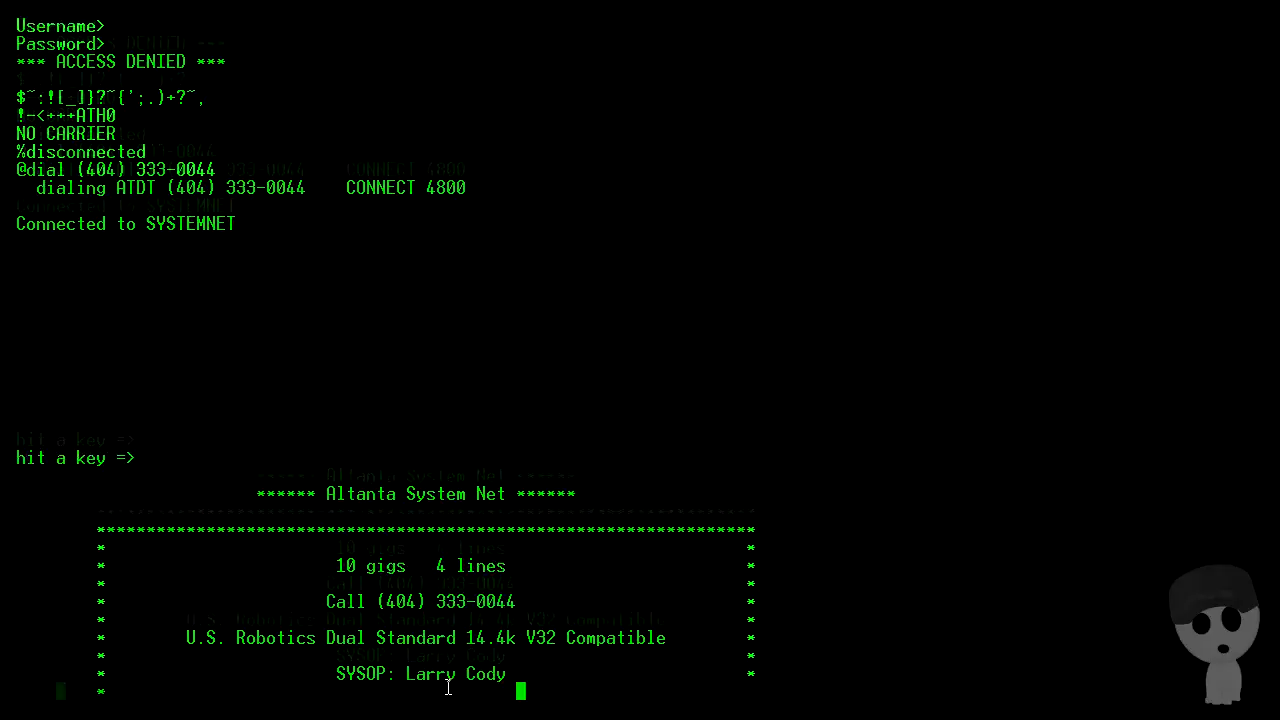 Username>
Password>
*** ACCESS DENIED ***
$~:![_]}?~{';.)+?~,
!-<+++ATH0
NO CARRIER
%disconnected
@dial (404) 333-0044
dialing ATDT (404) 333-0044    CONNECT 4800
Connected to SYSTEMNET
hit a key =>
****** Altanta System Net ******
******************************************************************
*                                                                *
*                       10 gigs   4 lines                        *
*                                                                *
*                      Call (404) 333-0044                       *
*                                                                *
*        U.S. Robotics Dual Standard 14.4k V32 Compatible        *
*                                                                *
*                       SYSOP: Larry Cody                        *
*